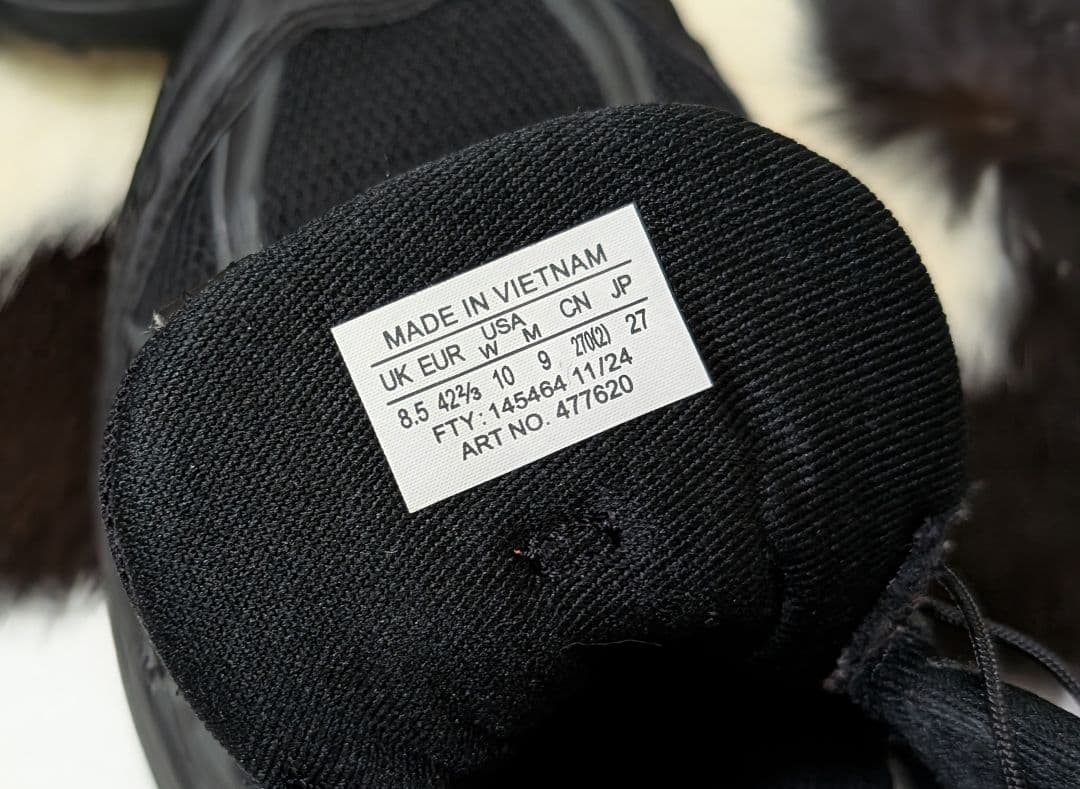 MADE IN VIETNAM
UK EUR USA W M CN JP
8.5 42⅔ 10 9 270(2) 27
FTY: 145464 11/24
ART NO. 477620